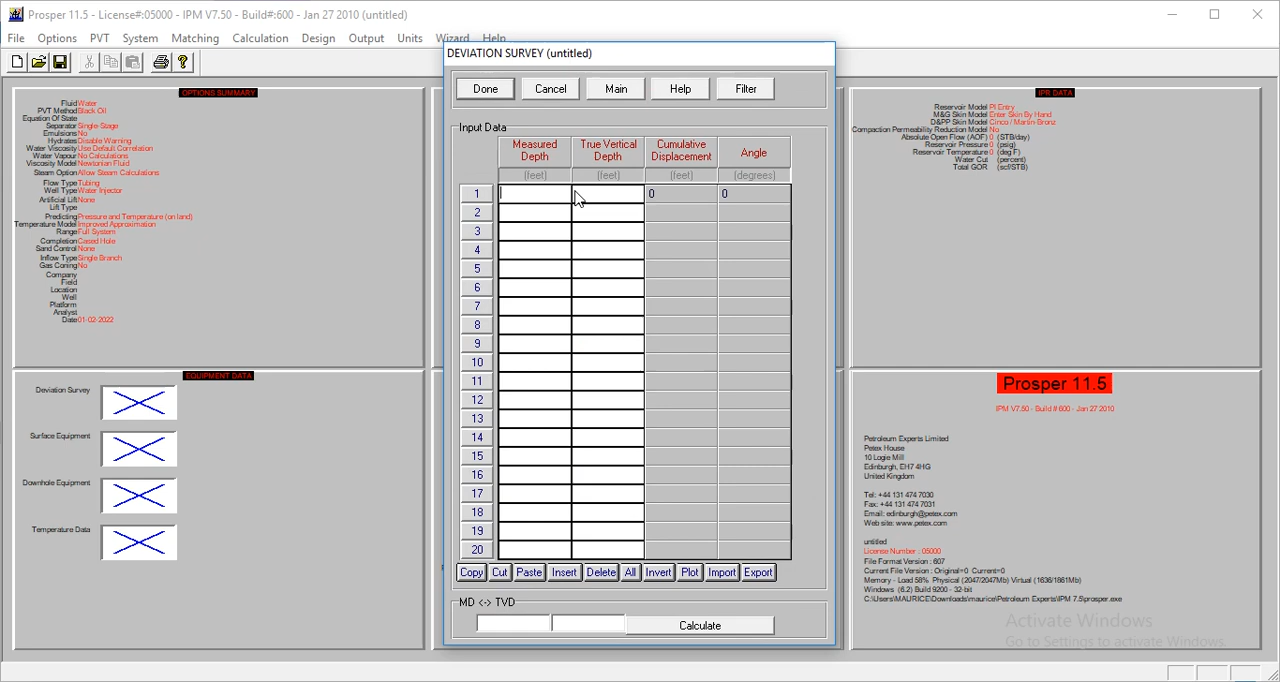 Prosper 11.5 - License#:05000 - IPM V7.50 - Build#:600 - Jan 27 2010 (untitled)
File Options PVT System Matching Calculation Design Output Units Wizard Help
OPTIONS SUMMARY
Fluid Water
PVT Method Black Oil
Equation Of State
Separator Single-Stage
Emulsions No
Hydrates Disable Warning
Water Viscosity Use Default Correlation
Water Vapour No Calculations
Viscosity Model Newtonian Fluid
Steam Option Allow Steam Calculations
Flow Type Tubing
Well Type Water Injector
Artificial Lift None
Lift Type
Predicting Pressure and Temperature (on land)
Temperature Model Improved Approximation
Range Full System
Completion Cased Hole
Sand Control None
Inflow Type Single Branch
Gas Coning No
Company
Field
Location
Well
Platform
Analyst
Date 01-02-2022
EQUIPMENT DATA
Deviation Survey
Surface Equipment
Downhole Equipment
Temperature Data
DEVIATION SURVEY (untitled)
Done Cancel Main Help Filter
Input Data
Measured Depth True Vertical Depth Cumulative Displacement Angle
(feet) (feet) (feet) (degrees)
1 0 0
2
3
4
5
6
7
8
9
10
11
12
13
14
15
16
17
18
19
20
Copy Cut Paste Insert Delete All Invert Plot Import Export
MD <-> TVD
Calculate
IPR DATA
Reservoir Model PI Entry
M&G Skin Model Enter Skin By Hand
D&PP Skin Model Cinco / Martin-Bronz
Compaction Permeability Reduction Model No
Absolute Open Flow (AOF) 0 (STB/day)
Reservoir Pressure 0 (psig)
Reservoir Temperature 0 (deg F)
Water Cut (percent)
Total GOR (scf/STB)
Prosper 11.5
IPM V7.50 - Build # 600 - Jan 27 2010
Petroleum Experts Limited
Petex House
10 Logie Mill
Edinburgh, EH7 4HG
United Kingdom
Tel : +44 131 474 7030
Fax: +44 131 474 7031
Email: edinburgh@petex.com
Web site: www.petex.com
untitled
License Number : 05000
File Format Version : 607
Current File Version : Original=0 Current=0
Memory - Load 58% Physical (2047/2047Mb) Virtual (1636/1861Mb)
Windows (6.2) Build 9200 - 32-bit
C:\Users\MAURICE\Downloads\maurice\Petroleum Experts\IPM 7.5\prosper.exe
Activate Windows
Go to Settings to activate Windows.